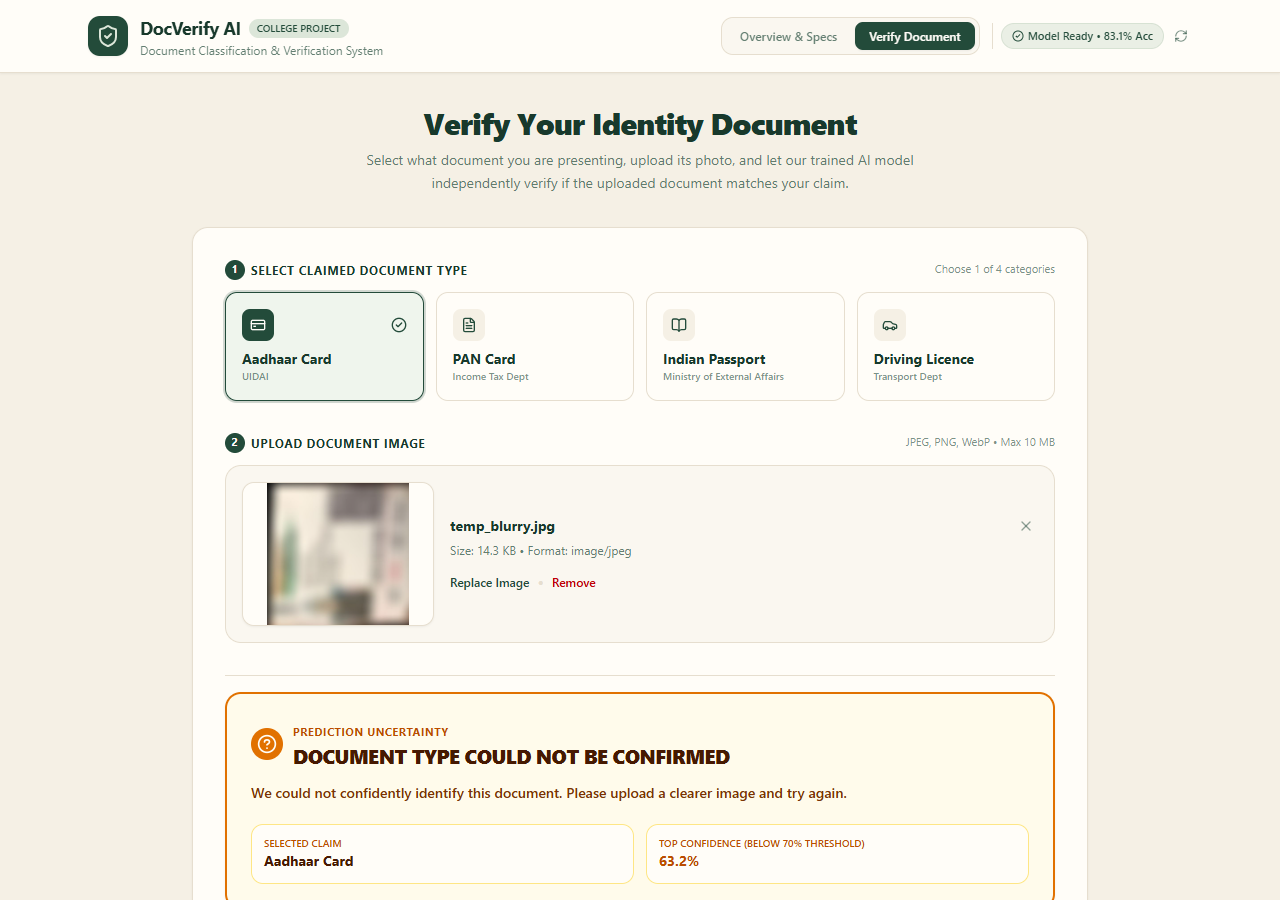 DocVerify AI COLLEGE PROJECT
Document Classification & Verification System
Overview & Specs
Verify Document
Model Ready • 83.1% Acc
Verify Your Identity Document
Select what document you are presenting, upload its photo, and let our trained AI model
independently verify if the uploaded document matches your claim.
1 SELECT CLAIMED DOCUMENT TYPE
Choose 1 of 4 categories
Aadhaar Card
UIDAI
PAN Card
Income Tax Dept
Indian Passport
Ministry of External Affairs
Driving Licence
Transport Dept
2 UPLOAD DOCUMENT IMAGE
JPEG, PNG, WebP • Max 10 MB
temp_blurry.jpg
Size: 14.3 KB • Format: image/jpeg
Replace Image • Remove
PREDICTION UNCERTAINTY
DOCUMENT TYPE COULD NOT BE CONFIRMED
We could not confidently identify this document. Please upload a clearer image and try again.
SELECTED CLAIM
Aadhaar Card
TOP CONFIDENCE (BELOW 70% THRESHOLD)
63.2%